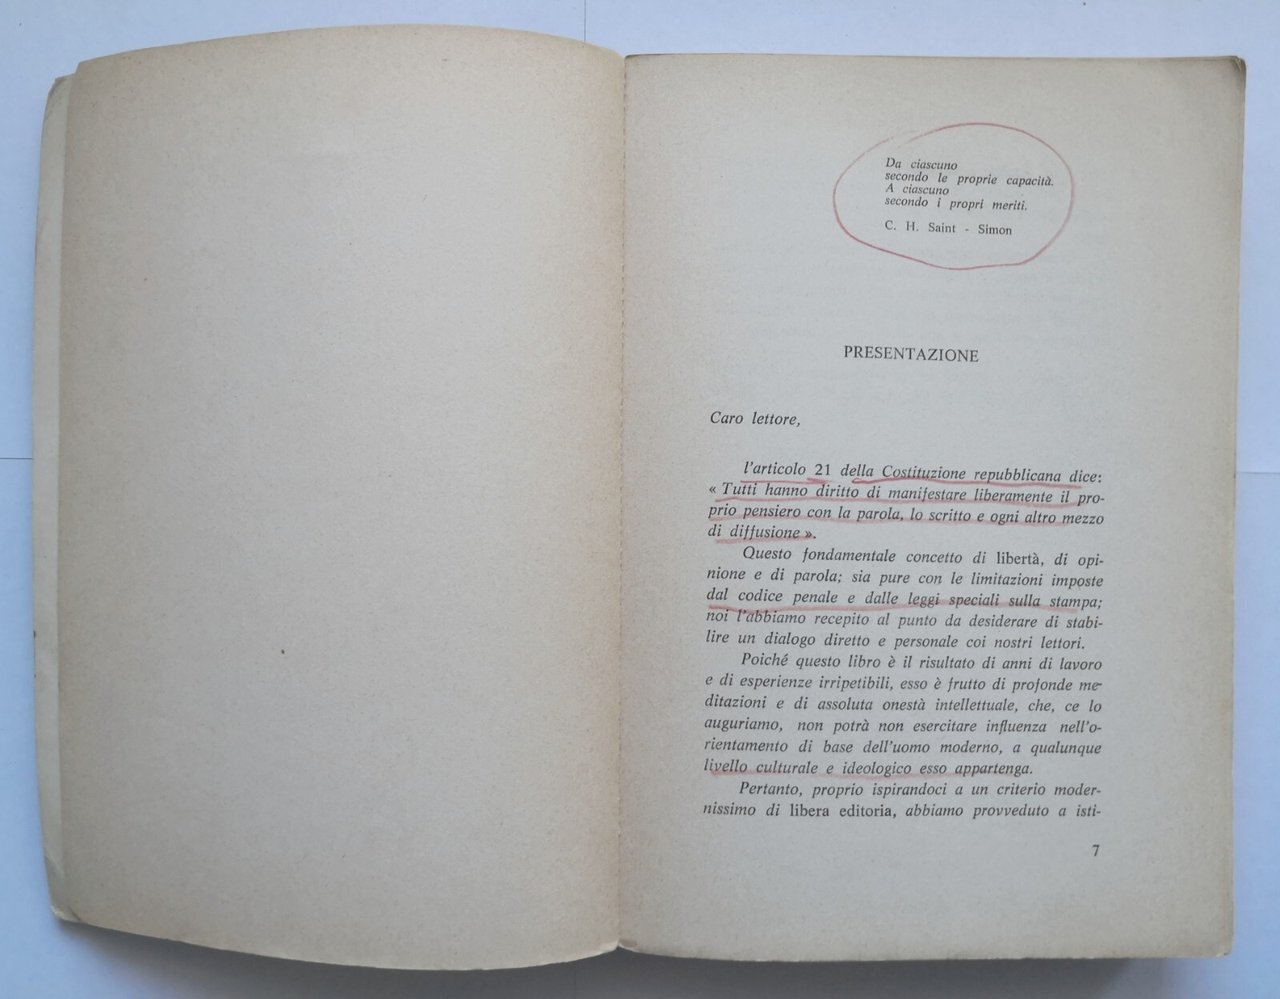 Da ciascuno
secondo le proprie capacità.
A ciascuno
secondo i propri meriti.
C. H. Saint - Simon
PRESENTAZIONE
Caro lettore,
l'articolo 21 della Costituzione repubblicana dice:
« Tutti hanno diritto di manifestare liberamente il pro-
prio pensiero con la parola, lo scritto e ogni altro mezzo
di diffusione ».
Questo fondamentale concetto di libertà, di opi-
nione e di parola; sia pure con le limitazioni imposte
dal codice penale e dalle leggi speciali sulla stampa;
noi l'abbiamo recepito al punto da desiderare di stabi-
lire un dialogo diretto e personale coi nostri lettori.
Poiché questo libro è il risultato di anni di lavoro
e di esperienze irripetibili, esso è frutto di profonde me-
ditazioni e di assoluta onestà intellettuale, che, ce lo
auguriamo, non potrà non esercitare influenza nell'o-
rientamento di base dell'uomo moderno, a qualunque
livello culturale e ideologico esso appartenga.
Pertanto, proprio ispirandoci a un criterio moder-
nissimo di libera editoria, abbiamo provveduto a isti-
7